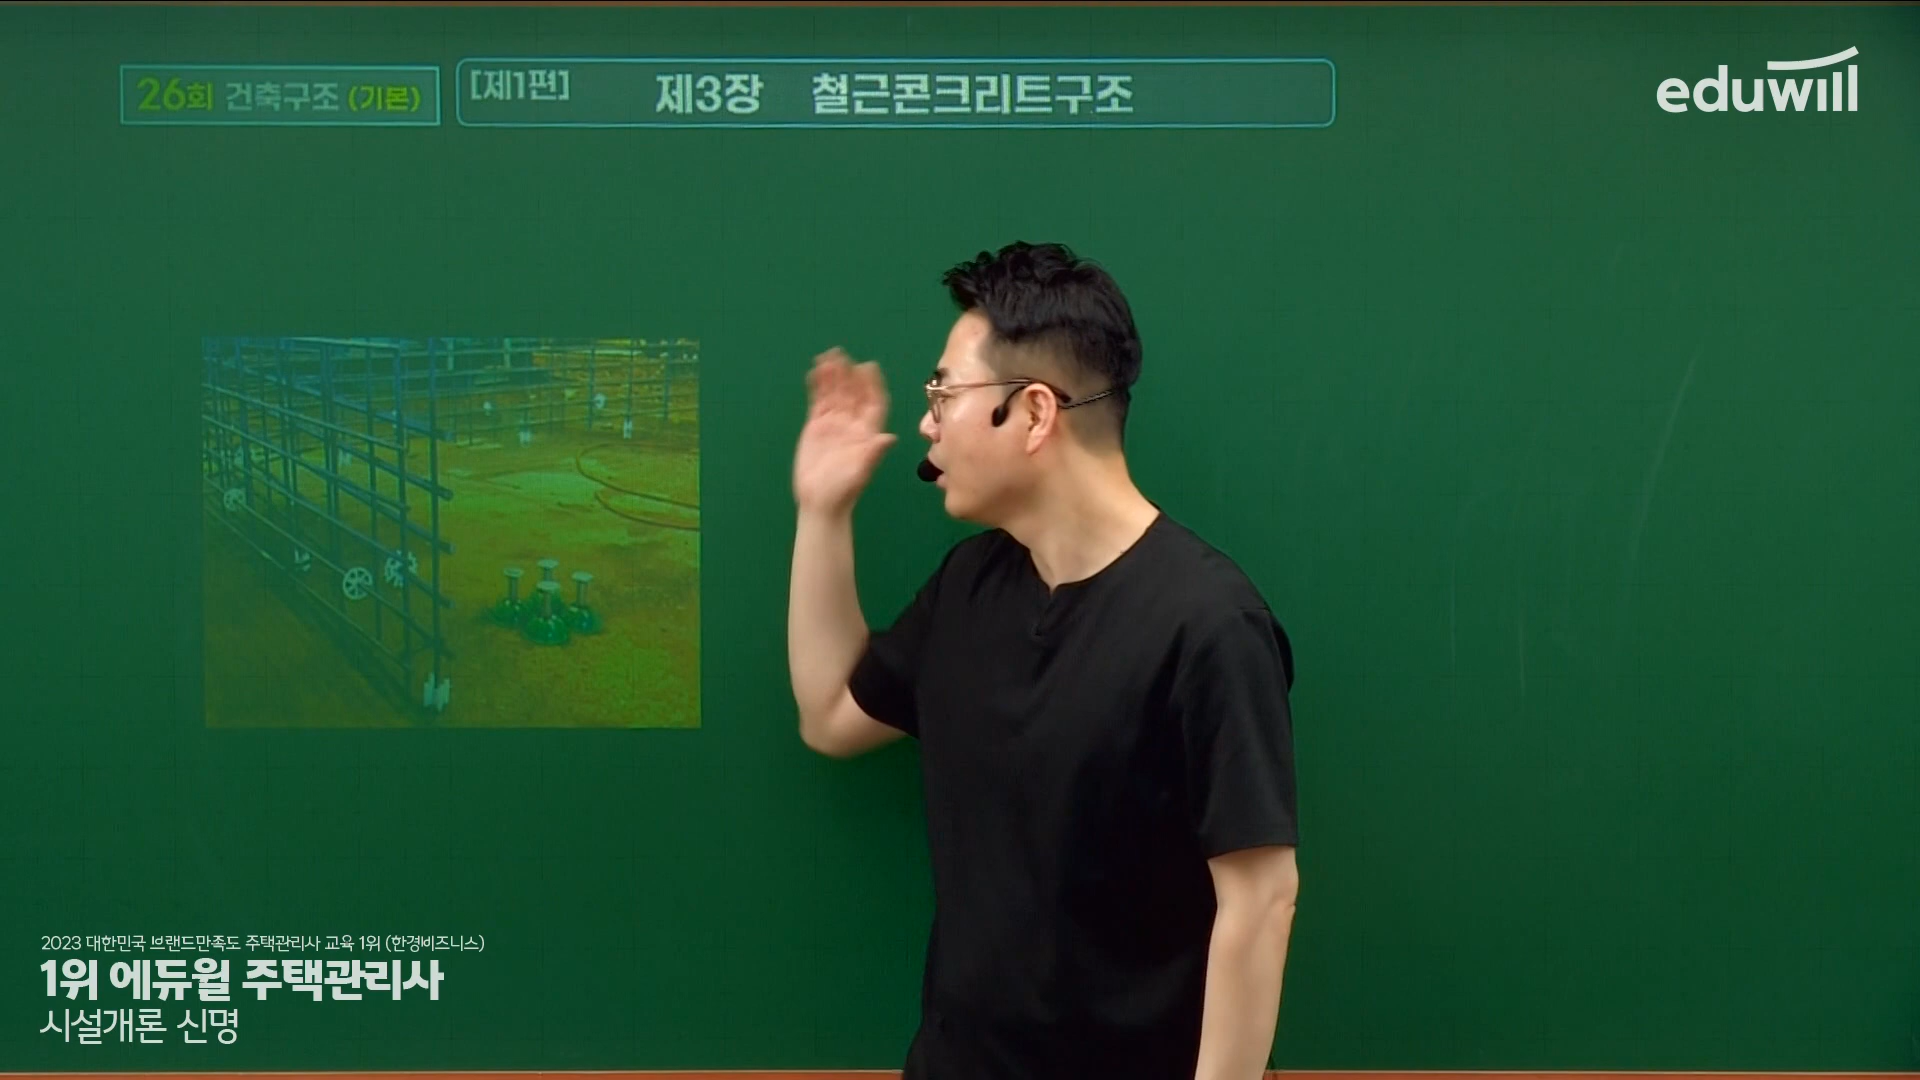 26회 건축구조 (기본)
[제1편] 제3장 철근콘크리트구조
eduwill
2023 대한민국 브랜드만족도 주택관리사 교육 1위 (한경비즈니스)
1위 에듀윌 주택관리사
시설개론 신명